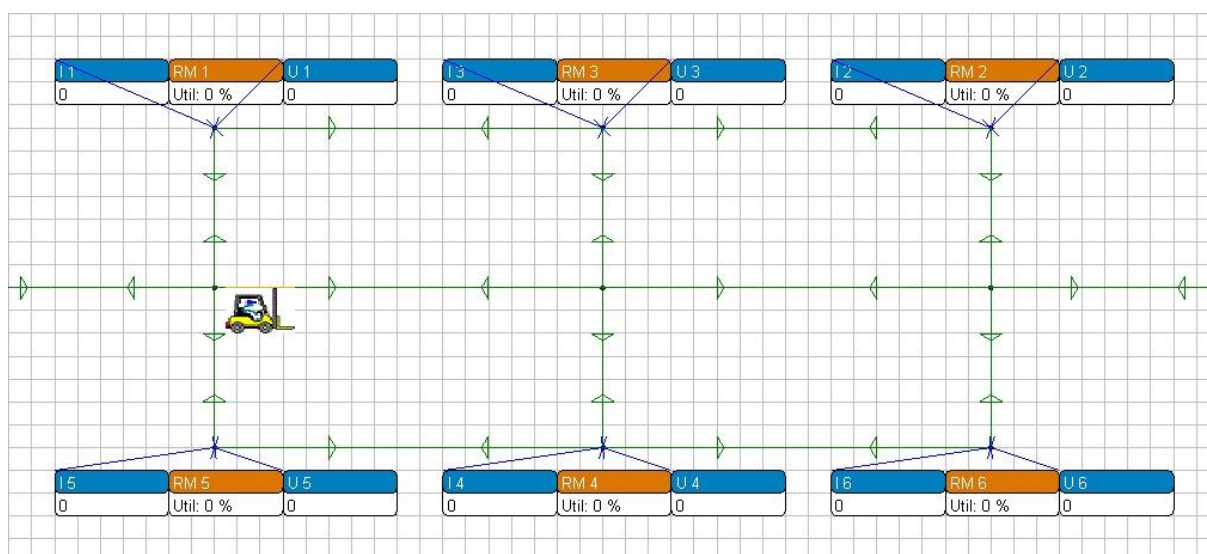 I 1 RM 1 U 1 I 3 RM 3 U 3 I 2 RM 2 U 2
0 Util: 0 % 0 0 Util: 0 % 0 0 Util: 0 % 0
I 5 RM 5 U 5 I 4 RM 4 U 4 I 6 RM 6 U 6
0 Util: 0 % 0 0 Util: 0 % 0 0 Util: 0 % 0